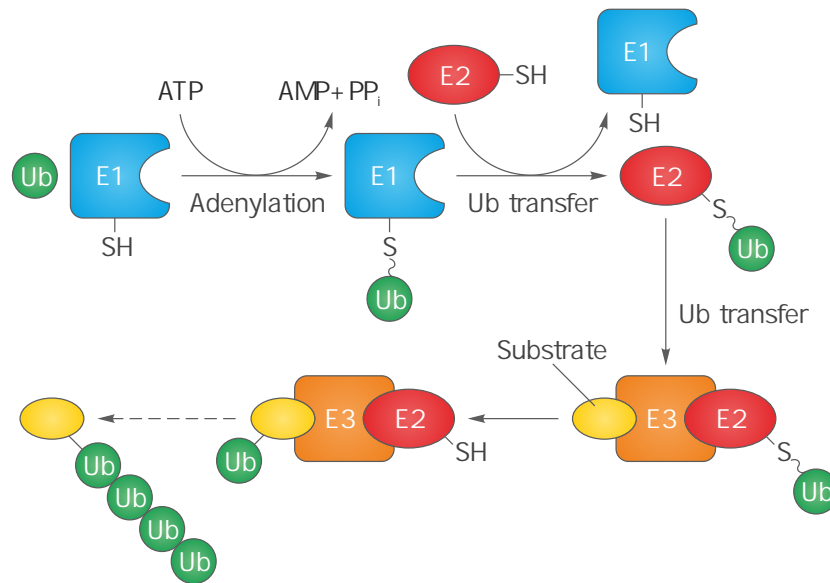 E1
E2
SH
SH
ATP
AMP + PPi
Ub
E1
SH
Adenylation
E1
S
Ub
Ub transfer
E2
S
Ub
Ub transfer
Substrate
E3
E2
S
Ub
E3
E2
SH
Ub
Ub
Ub
Ub
Ub